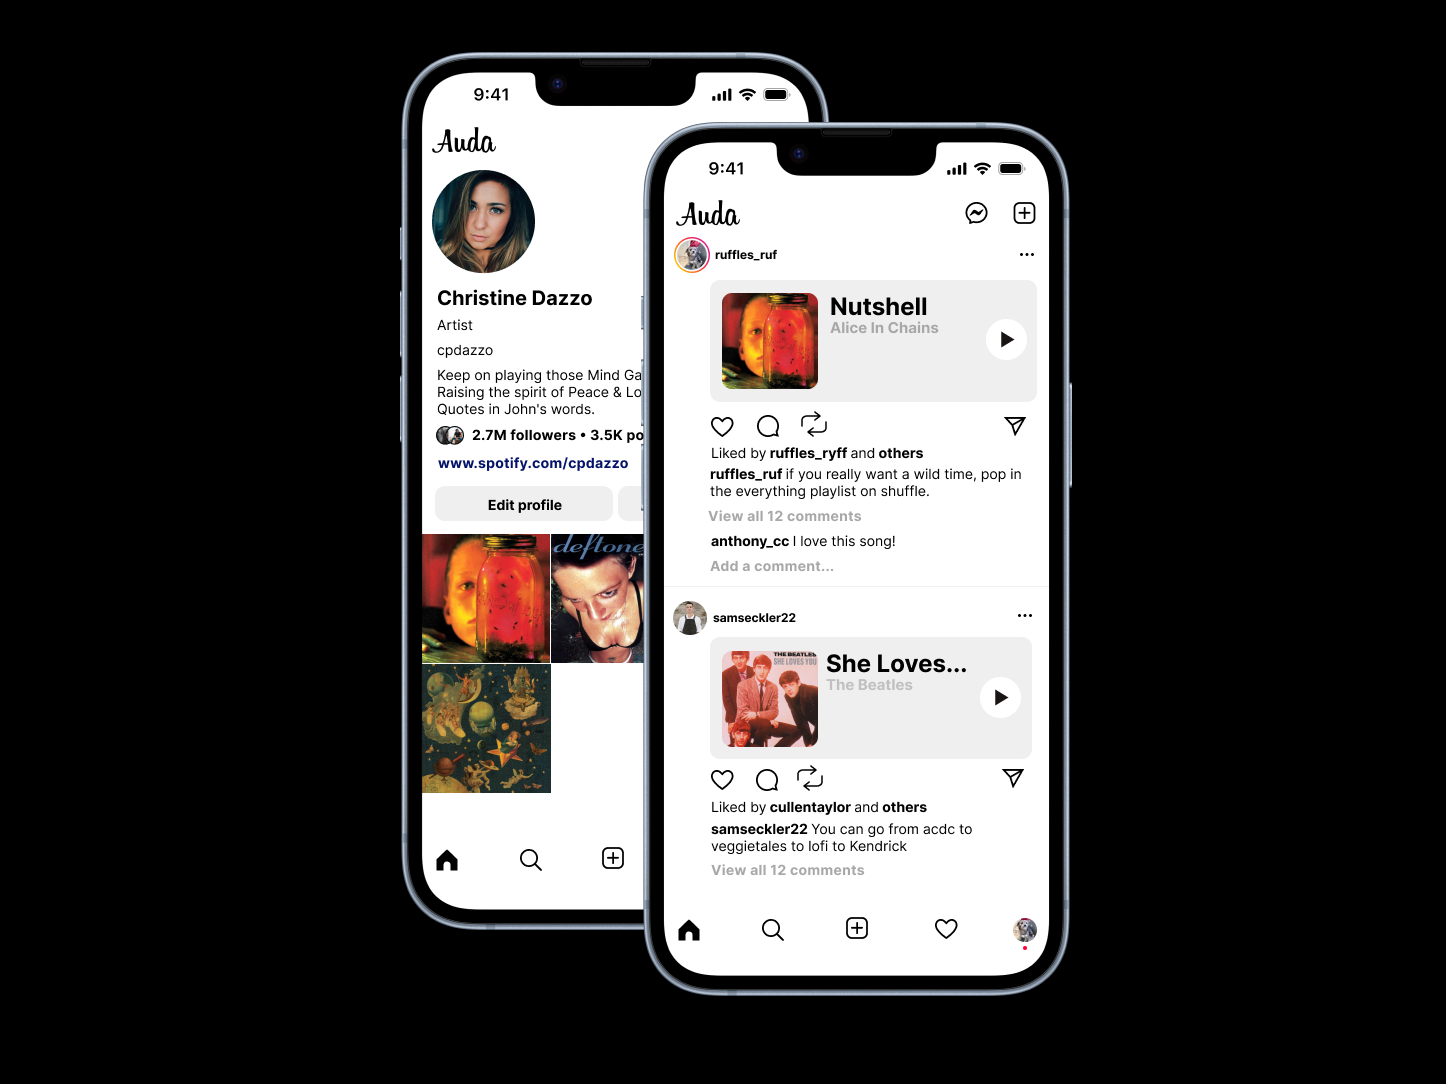 9:41
Auda
Christine Dazzo
Artist
cpdazzo
Keep on playing those Mind Ga
Raising the spirit of Peace & Lo
Quotes in John's words.
2.7M followers • 3.5K po
www.spotify.com/cpdazzo
Edit profile
deftone
9:41
Auda
ruffles_ruf
Nutshell
Alice In Chains
Liked by ruffles_ryff and others
ruffles_ruf if you really want a wild time, pop in
the everything playlist on shuffle.
View all 12 comments
anthony_cc I love this song!
Add a comment...
samseckler22
THE BEATLES
SHE LOVES YOU
She Loves...
The Beatles
Liked by cullentaylor and others
samseckler22 You can go from acdc to
veggietales to lofi to Kendrick
View all 12 comments